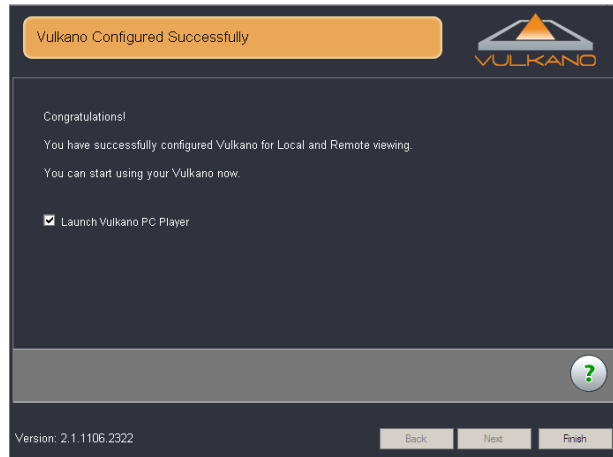 Vulkano Configured Successfully
VULKANO
Congratulations!
You have successfully configured Vulkano for Local and Remote viewing.
You can start using your Vulkano now.
Launch Vulkano PC Player
?
Version: 2.1.1106.2322
Back
Next
Finish